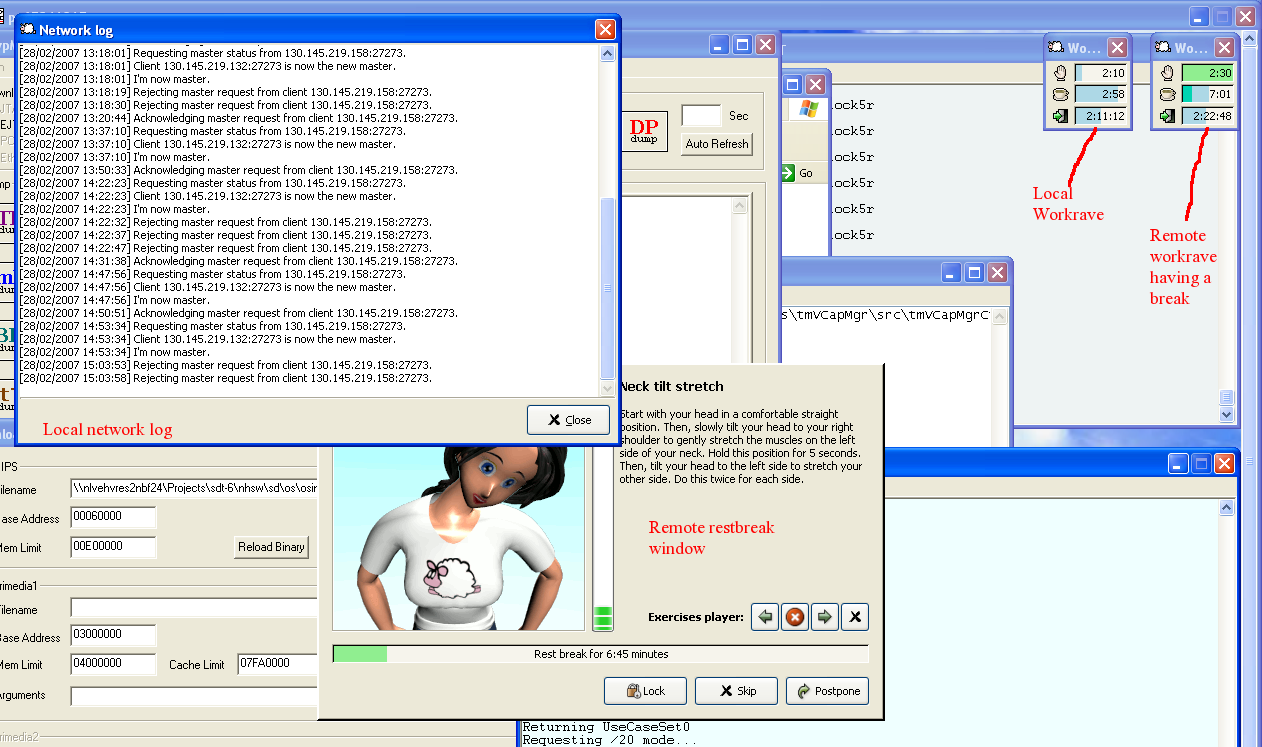 Network log
[28/02/2007 13:18:01] Requesting master status from 130.145.219.158:27273.
[28/02/2007 13:18:01] Client 130.145.219.132:27273 is now the new master.
[28/02/2007 13:18:01] I'm now master.
[28/02/2007 13:18:19] Rejecting master request from client 130.145.219.158:27273.
[28/02/2007 13:18:30] Rejecting master request from client 130.145.219.158:27273.
Acknowledging master request from client 130.145.219.158:27273.
[28/02/2007 13:37:10] Requesting master status from 130.145.219.158:27273.
[28/02/2007 13:37:10] Client 130.145.219.132:27273 is now the new master.
[28/02/2007 13:37:10] I'm now master.
[28/02/2007 13:50:33] Acknowledging master request from client 130.145.219.158:27273.
[28/02/2007 14:22:23] Requesting master status from 130.145.219.158:27273.
[28/02/2007 14:22:23] Client 130.145.219.132:27273 is now the new master.
[28/02/2007 14:22:23] I'm now master.
[28/02/2007 14:22:32] Rejecting master request from client 130.145.219.158:27273.
[28/02/2007 14:22:37] Rejecting master request from client 130.145.219.158:27273.
[28/02/2007 14:22:47] Rejecting master request from client 130.145.219.158:27273.
[28/02/2007 14:31:38] Acknowledging master request from client 130.145.219.158:27273.
[28/02/2007 14:47:56] Requesting master status from 130.145.219.158:27273.
[28/02/2007 14:47:56] Client 130.145.219.132:27273 is now the new master.
[28/02/2007 14:47:56] I'm now master.
[28/02/2007 14:50:51] Acknowledging master request from client 130.145.219.158:27273.
[28/02/2007 14:53:34] Requesting master status from 130.145.219.158:27273.
[28/02/2007 14:53:34] Client 130.145.219.132:27273 is now the new master.
[28/02/2007 14:53:34] I'm now master.
[28/02/2007 15:03:53] Rejecting master request from client 130.145.219.158:27273.
[28/02/2007 15:03:58] Rejecting master request from client 130.145.219.158:27273.
Local network log
Close
DP
dump
Sec
Auto Refresh
Go
ock5r
ock5r
ock5r
ock5r
ock5r
ock5r
Wo...
2:10
2:58
2:11:12
Wo...
2:30
7:01
2:22:48
Local
Workrave
Remote
workrave
having a
break
s\tmVCapMgr\src\tmVCapMgrC
Neck tilt stretch
Start with your head in a comfortable straight
position. Then, slowly tilt your head to your right
shoulder to gently stretch the muscles on the left
side of your neck. Hold this position for 5 seconds.
Then, tilt your head to the left side to stretch your
other side. Do this twice for each side.
Remote restbreak
window
Exercises player:
Rest break for 6:45 minutes
Lock
Skip
Postpone
IPS
ilename
\\nlvehvres2nbf24\Projects\sdt-6\nhsw\sd\os\osir
ase Address
00060000
Mem Limit
00E00000
Reload Binary
rimedia1
Filename
Base Address
03000000
Mem Limit
04000000
Cache Limit
07FA0000
Arguments
rimedia2
Returning UseCaseSet0
Requesting /20 mode...